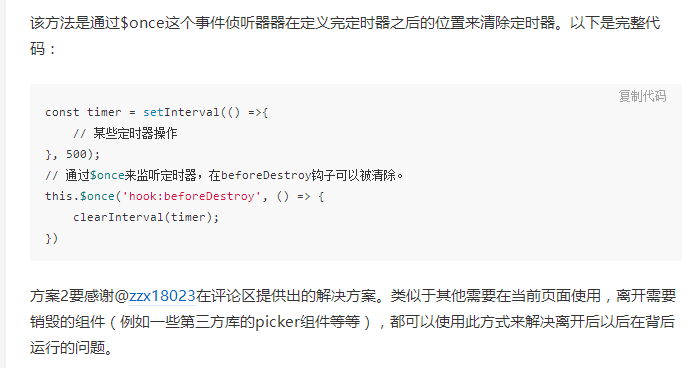 该方法是通过$once这个事件侦听器器在定义完定时器之后的位置来清除定时器。以下是完整代
码：
复制代码
const timer = setInterval(() =>{
    // 某些定时器操作
}, 500);
// 通过$once来监听定时器，在beforeDestroy钩子可以被清除。
this.$once('hook:beforeDestroy', () => {
    clearInterval(timer);
})
方案2要感谢@zzx18023在评论区提供出的解决方案。类似于其他需要在当前页面使用，离开需要
销毁的组件（例如一些第三方库的picker组件等等），都可以使用此方式来解决离开后以后在背后
运行的问题。